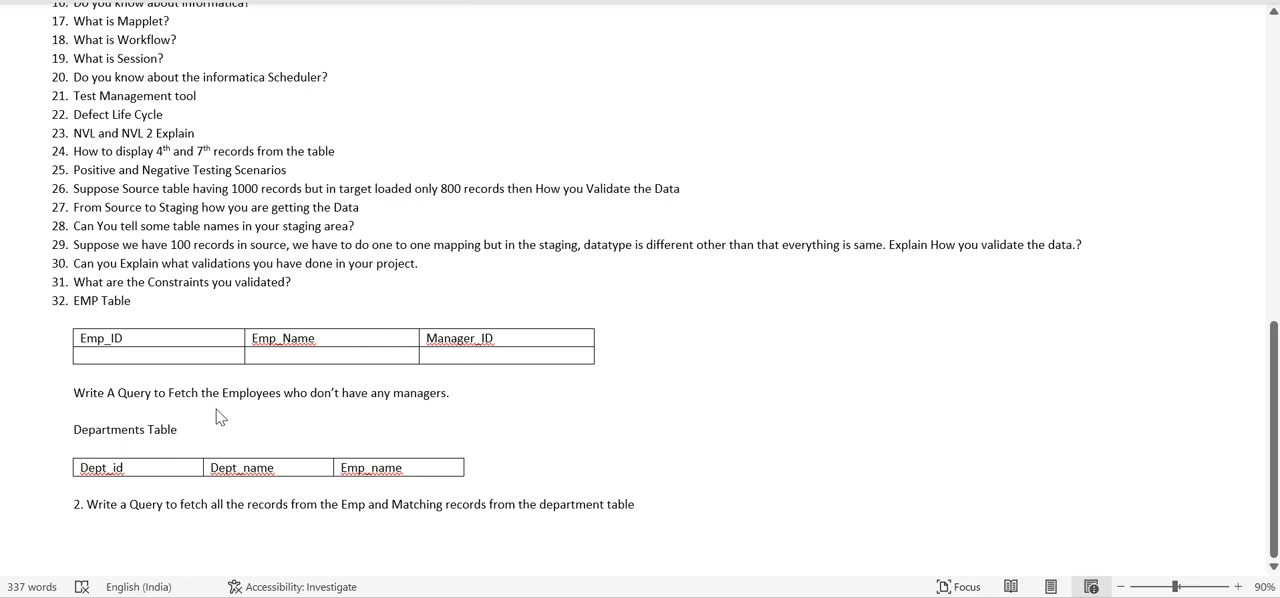 16. Do you know about informatica?
17. What is Mapplet?
18. What is Workflow?
19. What is Session?
20. Do you know about the informatica Scheduler?
21. Test Management tool
22. Defect Life Cycle
23. NVL and NVL 2 Explain
24. How to display 4th and 7th records from the table
25. Positive and Negative Testing Scenarios
26. Suppose Source table having 1000 records but in target loaded only 800 records then How you Validate the Data
27. From Source to Staging how you are getting the Data
28. Can You tell some table names in your staging area?
29. Suppose we have 100 records in source, we have to do one to one mapping but in the staging, datatype is different other than that everything is same. Explain How you validate the data.?
30. Can you Explain what validations you have done in your project.
31. What are the Constraints you validated?
32. EMP Table
Emp_ID Emp_Name Manager_ID
Write A Query to Fetch the Employees who don't have any managers.
Departments Table
Dept_id Dept_name Emp_name
2. Write a Query to fetch all the records from the Emp and Matching records from the department table
337 words English (India) Accessibility: Investigate Focus 90%